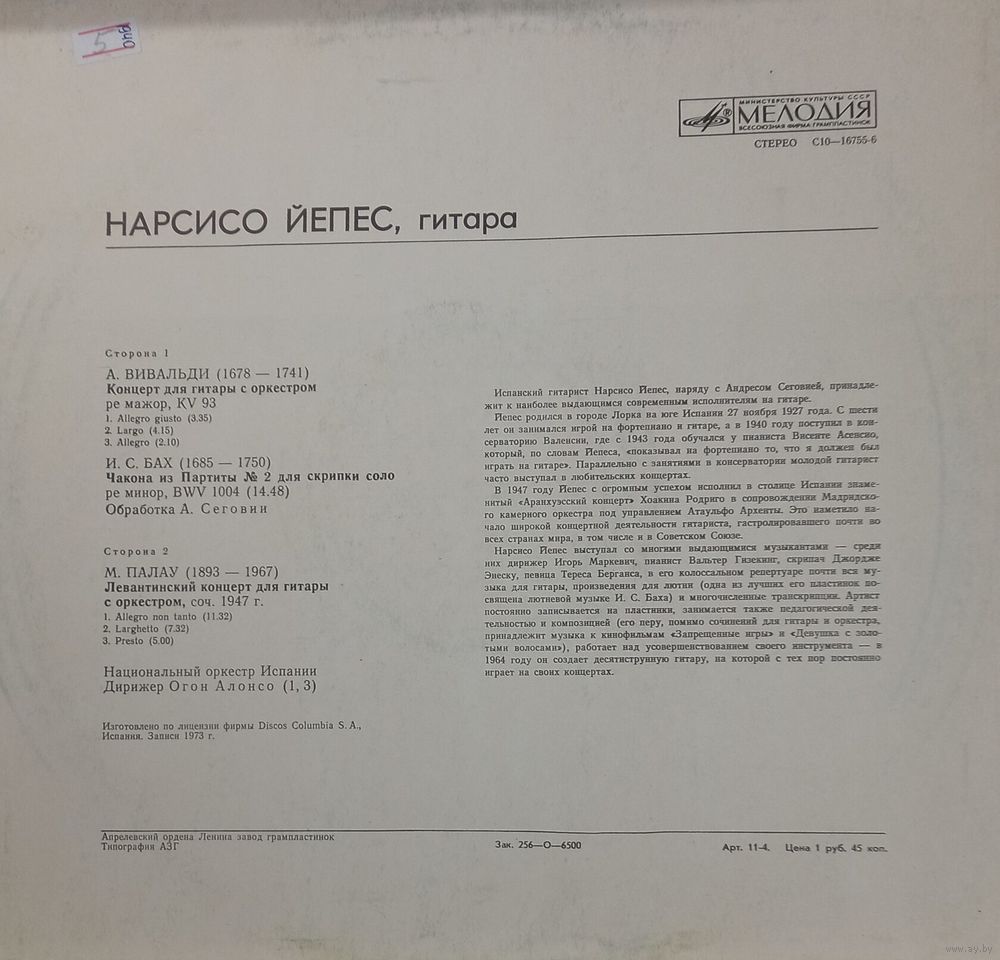 5
МИНИСТЕРСТВО КУЛЬТУРЫ СССР
МЕЛОДИЯ
ВСЕСОЮЗНАЯ ФИРМА ГРАМПЛАСТИНОК
СТЕРЕО С10—16755-6
НАРСИСО ЙЕПЕС, гитара
Сторона 1
А. ВИВАЛЬДИ (1678 — 1741)
Концерт для гитары с оркестром
ре мажор, KV 93
1. Allegro giusto (3.35)
2. Largo (4.15)
3. Allegro (2.10)
И. С. БАХ (1685 — 1750)
Чакона из Партиты № 2 для скрипки соло
ре минор, BWV 1004 (14.48)
Обработка А. Сеговии
Сторона 2
М. ПАЛАУ (1893 — 1967)
Левантинский концерт для гитары
с оркестром, соч. 1947 г.
1. Allegro non tanto (11.32)
2. Larghetto (7.32)
3. Presto (5.00)
Национальный оркестр Испании
Дирижер Огон Алонсо (1, 3)
Изготовлено по лицензии фирмы Discos Columbia S. A.,
Испания. Записи 1973 г.
Испанский гитарист Нарсисо Йепес, наряду с Андресом Сеговией, принадле-
жит к наиболее выдающимся современным исполнителям на гитаре.
Йепес родился в городе Лорка на юге Испании 27 ноября 1927 года. С шести
лет он занимался игрой на фортепиано и гитаре, а в 1940 году поступил в кон-
серваторию Валенсии, где с 1943 года обучался у пианиста Висенте Асенсио,
который, по словам Йепеса, «показывал на фортепиано то, что я должен был
играть на гитаре». Параллельно с занятиями в консерватории молодой гитарист
часто выступал в любительских концертах.
В 1947 году Йепес с огромным успехом исполнил в столице Испании знаме-
нитый «Аранхуэсский концерт» Хоакина Родриго в сопровождении Мадридско-
го камерного оркестра под управлением Атаульфо Архенты. Это наметило на-
чало широкой концертной деятельности гитариста, гастролировавшего почти во
всех странах мира, в том числе и в Советском Союзе.
Нарсисо Йепес выступал со многими выдающимися музыкантами — среди
них дирижер Игорь Маркевич, пианист Вальтер Гизекинг, скрипач Джордже
Энеску, певица Тереса Берганса, в его колоссальном репертуаре почти вся му-
зыка для гитары, произведения для лютни (одна из лучших его пластинок по-
священа лютневой музыке И. С. Баха) и многочисленные транскрипции. Артист
постоянно записывается на пластинки, занимается также педагогической дея-
тельностью и композицией (его перу, помимо сочинений для гитары и оркестра,
принадлежит музыка к кинофильмам «Запрещенные игры» и «Девушка с золо-
тыми волосами»), работает над усовершенствованием своего инструмента — в
1964 году он создает десятиструнную гитару, на которой с тех пор постоянно
играет на своих концертах.
Апрелевский ордена Ленина завод грампластинок
Типография АЗГ
Зак. 256—О—6500
Арт. 11-4. Цена 1 руб. 45 коп.
www.ay.by